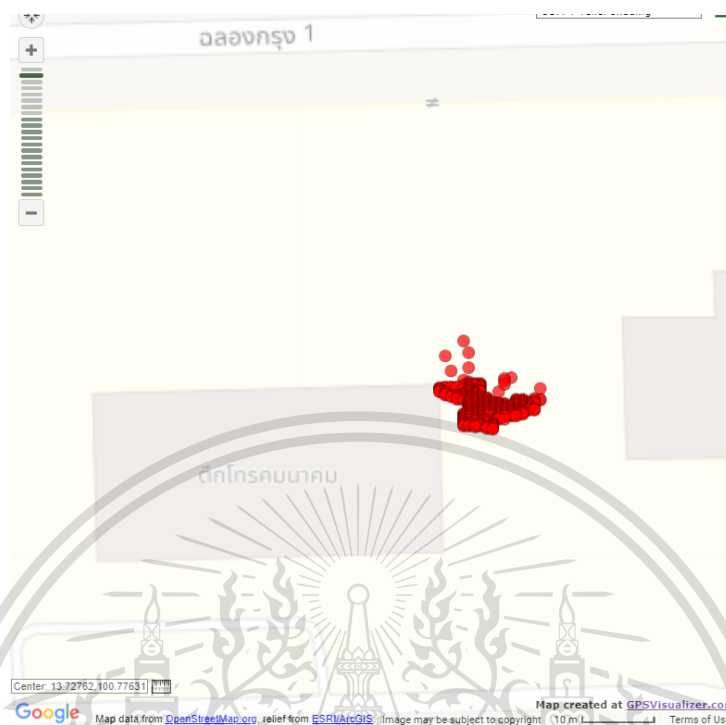 ฉลองกรุง 1
ตึกโทรคมนาคม
Center: 13.72762,100.77631
Map created at GPSVisualizer.co
Google Map data from OpenStreetMap.org, relief from ESRI/ArcGIS Image may be subject to copyright 10 m Terms of Us